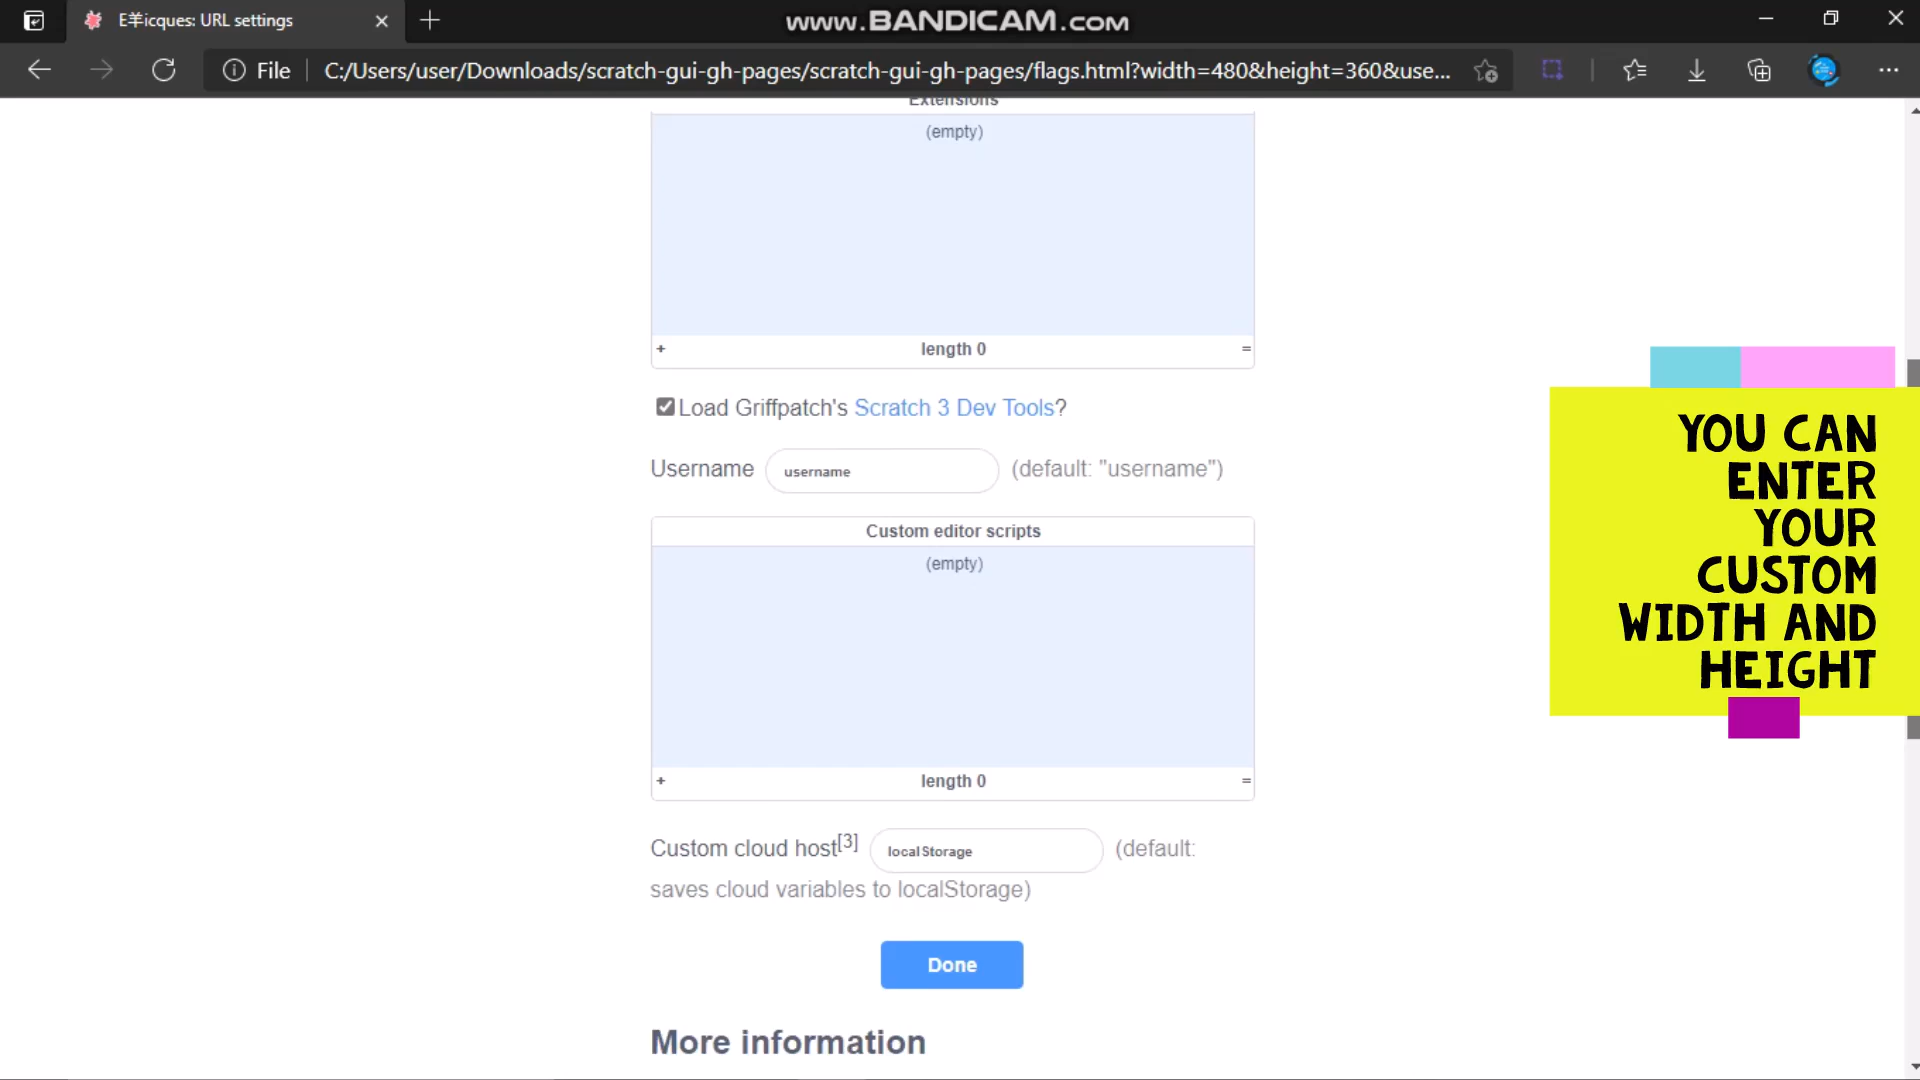 E羊icques: URL settings
www.BANDICAM.com
File
C:/Users/user/Downloads/scratch-gui-gh-pages/scratch-gui-gh-pages/flags.html?width=480&height=360&use...
Extensions
(empty)
+ length 0 =
Load Griffpatch's Scratch 3 Dev Tools?
Username username (default: "username")
Custom editor scripts
(empty)
+ length 0 =
Custom cloud host[3] localStorage (default:
saves cloud variables to localStorage)
Done
More information
YOU CAN
ENTER
YOUR
CUSTOM
WIDTH AND
HEIGHT